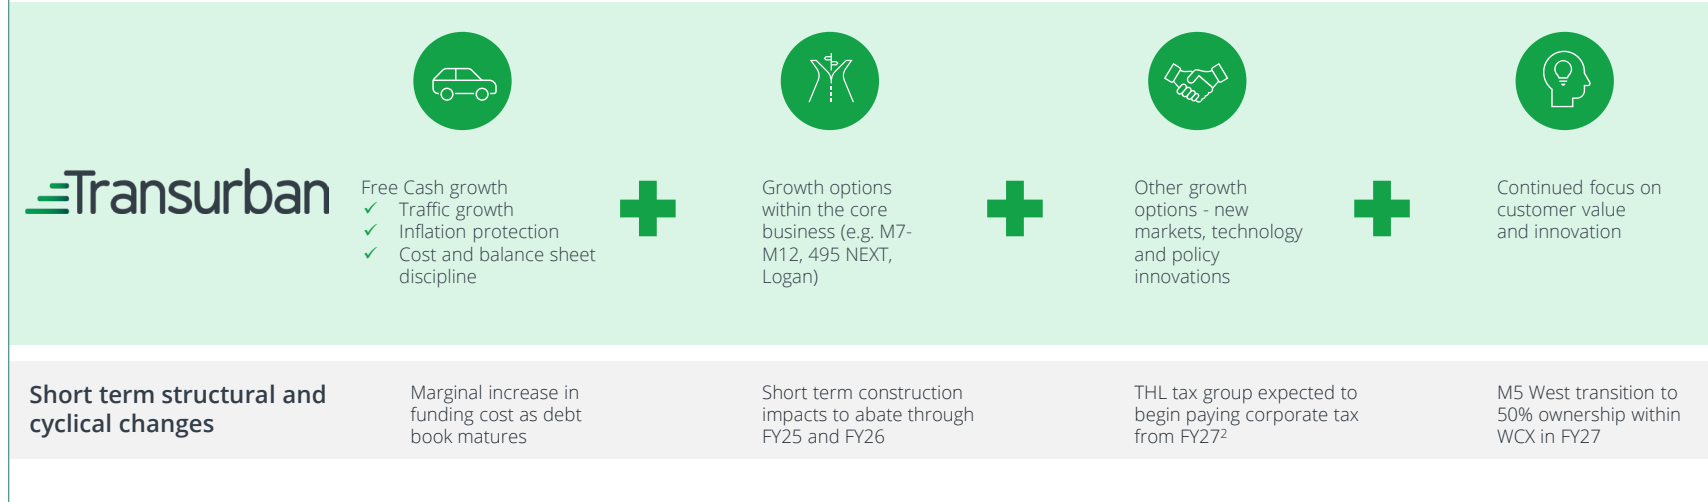 Transurban
Free Cash growth
✓ Traffic growth
✓ Inflation protection
✓ Cost and balance sheet
discipline
Growth options
within the core
business (e.g. M7-
M12, 495 NEXT,
Logan)
Other growth
options - new
markets, technology
and policy
innovations
Continued focus on
customer value
and innovation
Short term structural and
cyclical changes
Marginal increase in
funding cost as debt
book matures
Short term construction
impacts to abate through
FY25 and FY26
THL tax group expected to
begin paying corporate tax
from FY27²
M5 West transition to
50% ownership within
WCX in FY27